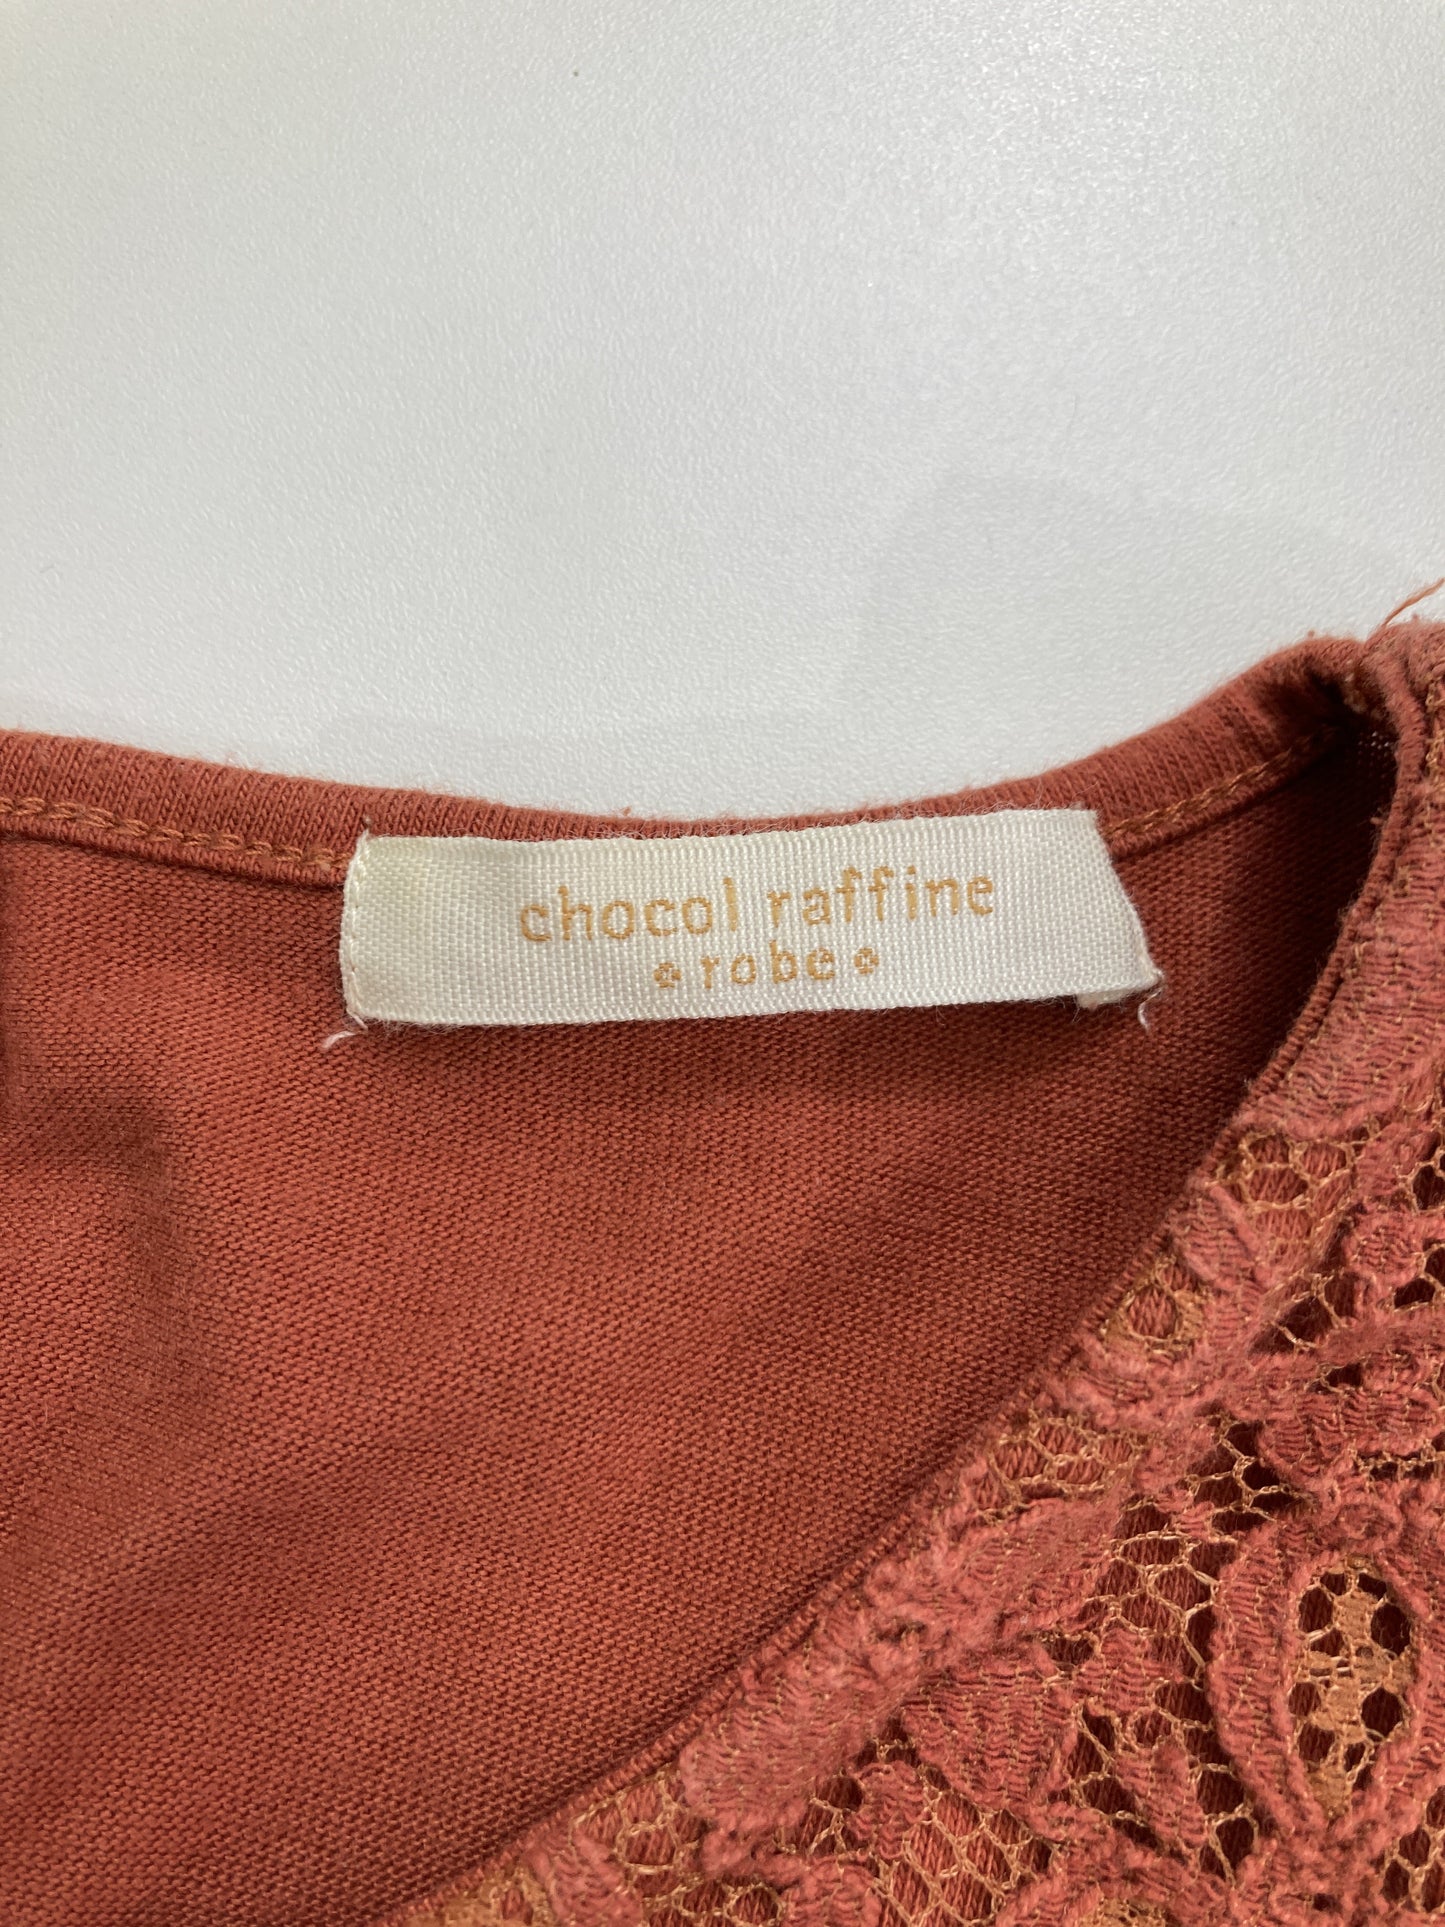 chocol raffine
robe